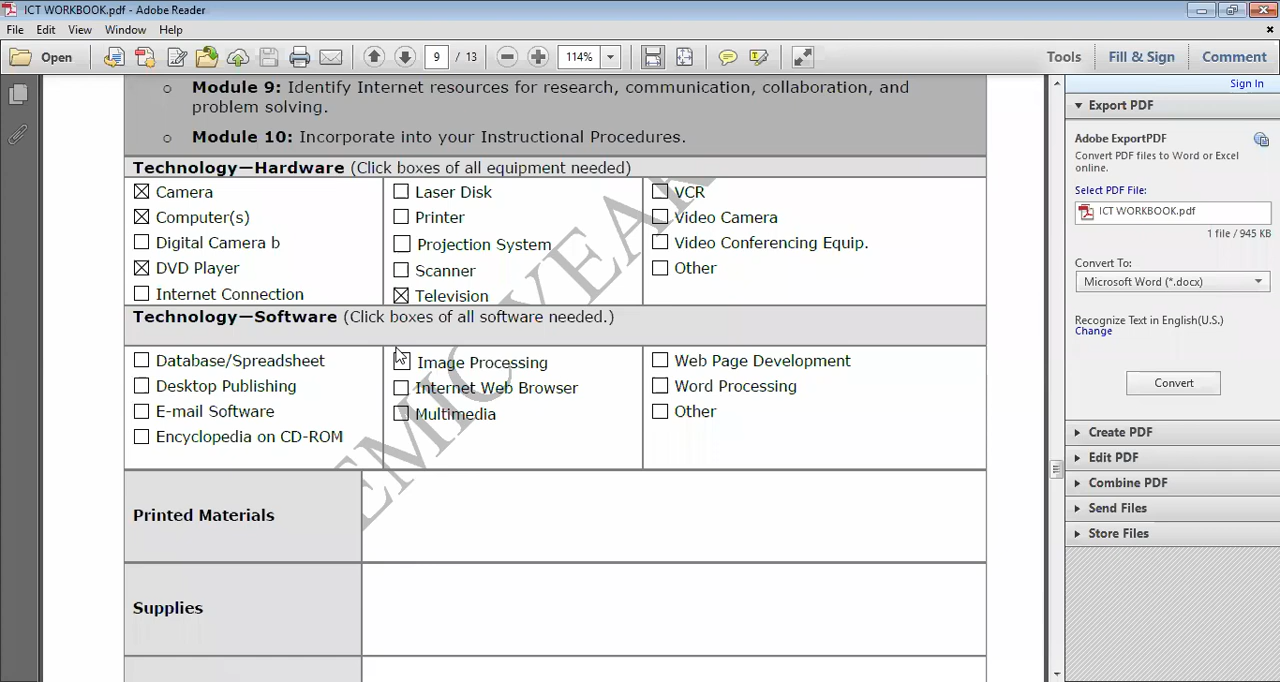 ICT WORKBOOK.pdf - Adobe Reader
File Edit View Window Help
Open 9 / 13 114% Tools Fill & Sign Comment
Sign In
Module 9: Identify Internet resources for research, communication, collaboration, and
problem solving.
Module 10: Incorporate into your Instructional Procedures.
Technology—Hardware (Click boxes of all equipment needed)
Camera Laser Disk VCR
Computer(s) Printer Video Camera
Digital Camera b Projection System Video Conferencing Equip.
DVD Player Scanner Other
Internet Connection Television
Technology—Software (Click boxes of all software needed.)
Database/Spreadsheet Image Processing Web Page Development
Desktop Publishing Internet Web Browser Word Processing
E-mail Software Multimedia Other
Encyclopedia on CD-ROM
EMIC YEAR
Printed Materials
Supplies
Export PDF
Adobe ExportPDF
Convert PDF files to Word or Excel
online.
Select PDF File:
ICT WORKBOOK.pdf
1 file / 945 KB
Convert To:
Microsoft Word (*.docx)
Recognize Text in English(U.S.)
Change
Convert
Create PDF
Edit PDF
Combine PDF
Send Files
Store Files